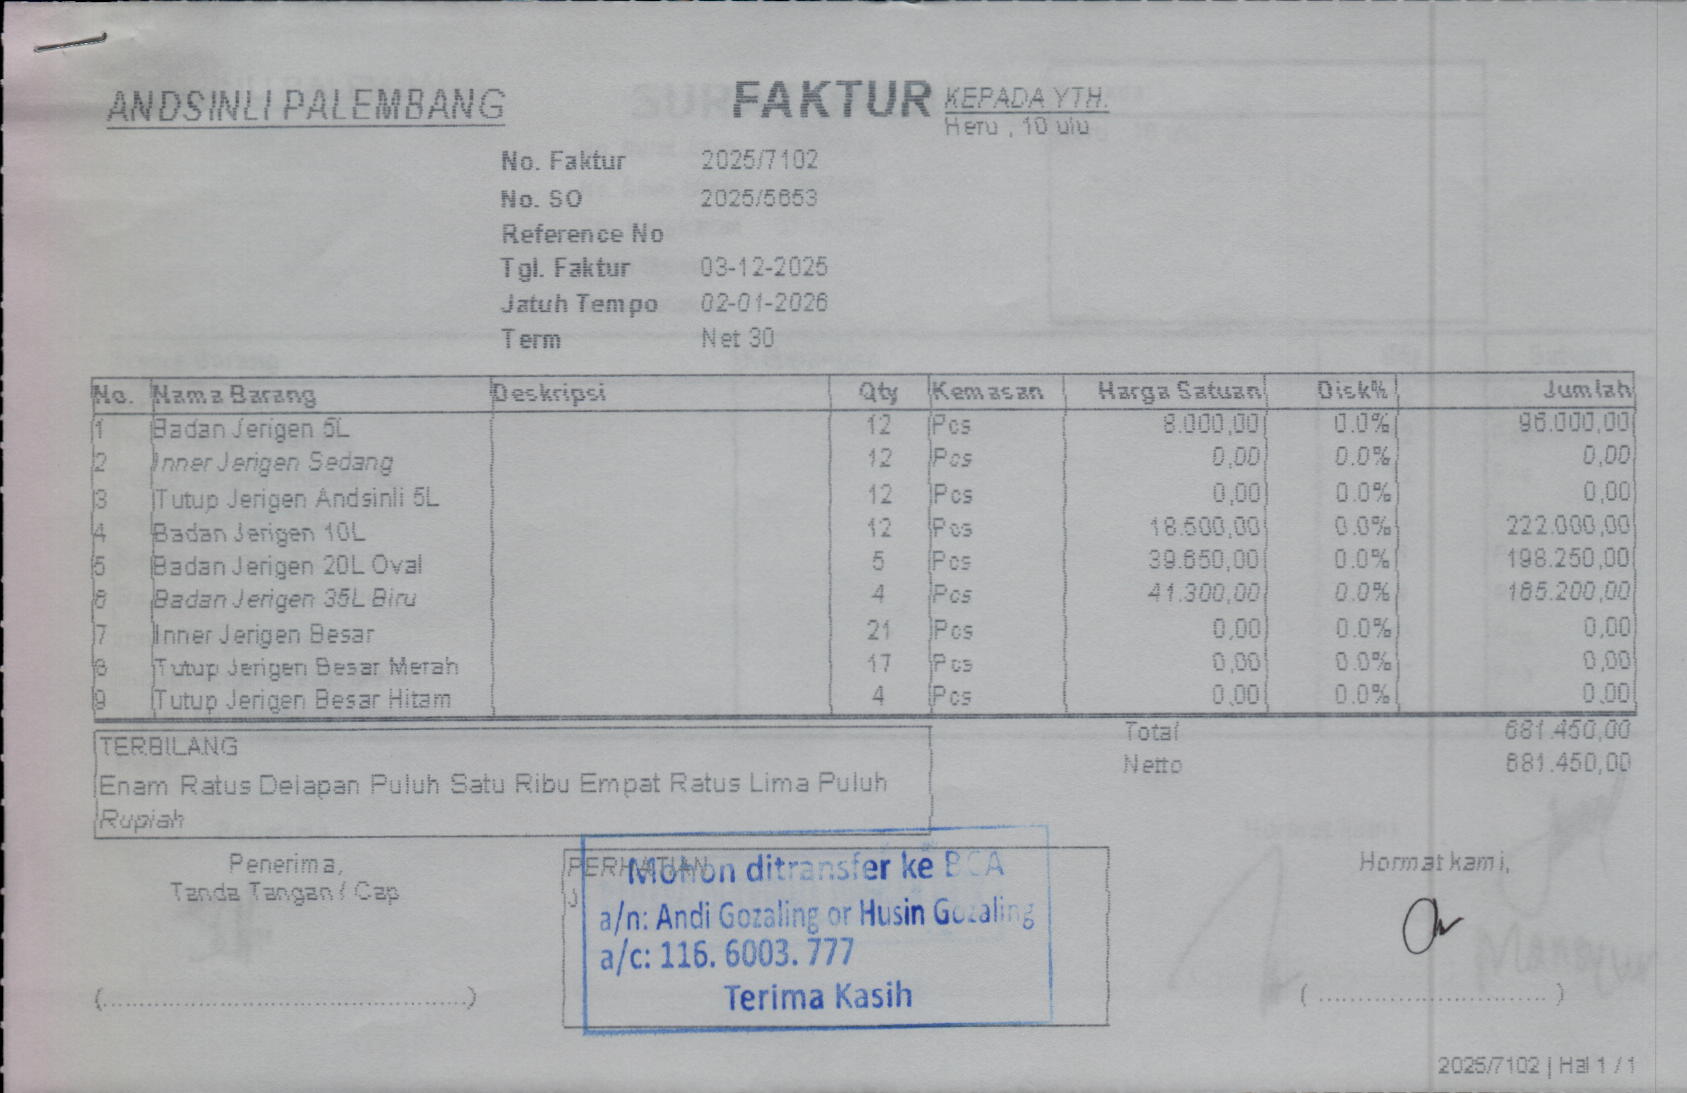 ANDSINLI PALEMBANG
FAKTUR
KEPADA YTH.
Heru , 10 ulu
No. Faktur 2025/7102
No. SO 2025/5653
Reference No
Tgl. Faktur 03-12-2025
Jatuh Tempo 02-01-2026
Term Net 30
No. Nama Barang Deskripsi Qty Kemasan Harga Satuan Disk% Jumlah
1 Badan Jerigen 5L 12 Pcs 8.000,00 0.0% 96.000,00
2 Inner Jerigen Sedang 12 Pcs 0,00 0.0% 0,00
3 Tutup Jerigen Andsinli 5L 12 Pcs 0,00 0.0% 0,00
4 Badan Jerigen 10L 12 Pcs 18.500,00 0.0% 222.000,00
5 Badan Jerigen 20L Oval 5 Pcs 39.650,00 0.0% 198.250,00
6 Badan Jerigen 35L Biru 4 Pcs 41.300,00 0.0% 165.200,00
7 Inner Jerigen Besar 21 Pcs 0,00 0.0% 0,00
8 Tutup Jerigen Besar Merah 17 Pcs 0,00 0.0% 0,00
9 Tutup Jerigen Besar Hitam 4 Pcs 0,00 0.0% 0,00
Total 681.450,00
Netto 681.450,00
TERBILANG
Enam Ratus Delapan Puluh Satu Ribu Empat Ratus Lima Puluh
Rupiah
Penerima,
Tanda Tangan / Cap
(............................................)
PERHATIAN
Mohon ditransfer ke BCA
a/n: Andi Gozaling or Husin Gozaling
a/c: 116. 6003. 777
Terima Kasih
Hormat kami,
Mansyur
( ............................ )
2025/7102 | Hal 1 / 1